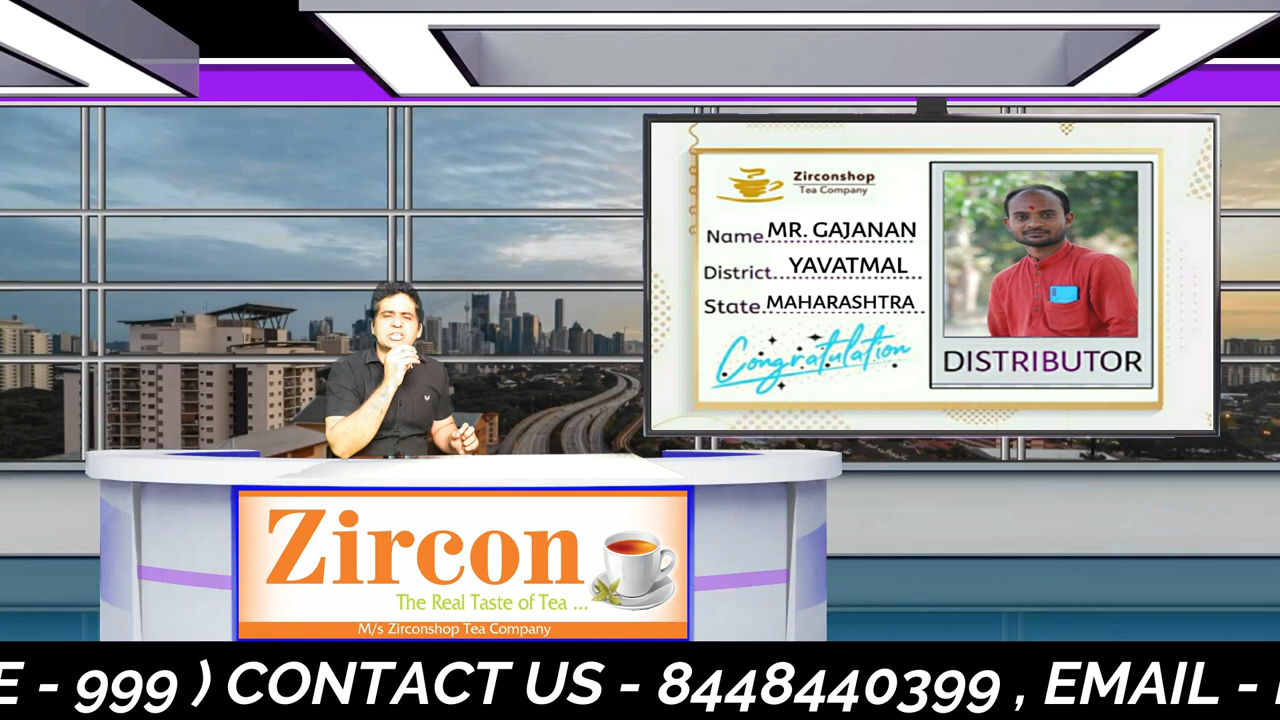 Zirconshop
Tea Company
Name..MR. GAJANAN
District...YAVATMAL
State...MAHARASHTRA
Congratulation
DISTRIBUTOR
Zircon
The Real Taste of Tea ...
M/s Zirconshop Tea Company
E - 999 ) CONTACT US - 8448440399 , EMAIL -